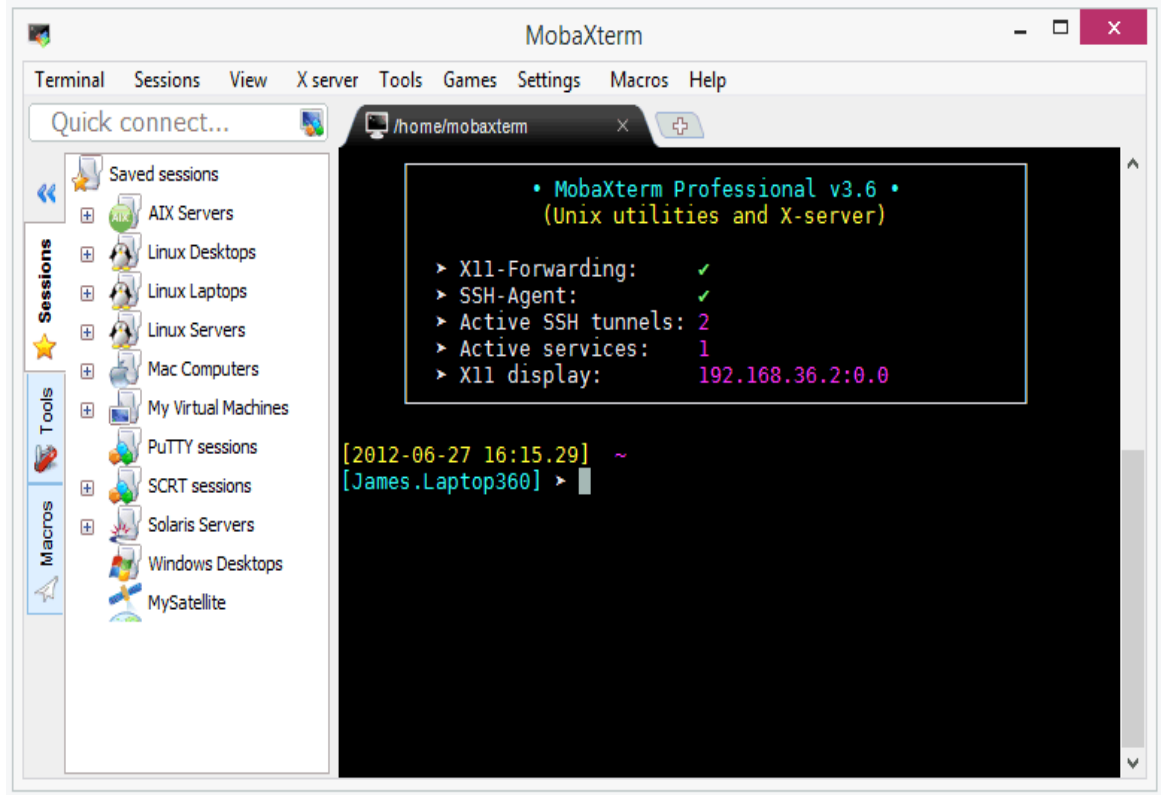 MobaXterm
Terminal Sessions View X server Tools Games Settings Macros Help
Quick connect...
/home/mobaxterm
Sessions
Tools
Macros
Saved sessions
AIX Servers
Linux Desktops
Linux Laptops
Linux Servers
Mac Computers
My Virtual Machines
PuTTY sessions
SCRT sessions
Solaris Servers
Windows Desktops
MySatellite
• MobaXterm Professional v3.6 •
(Unix utilities and X-server)
➤ X11-Forwarding: ✔
➤ SSH-Agent: ✔
➤ Active SSH tunnels: 2
➤ Active services: 1
➤ X11 display: 192.168.36.2:0.0
[2012-06-27 16:15.29] ~
[James.Laptop360] ➤